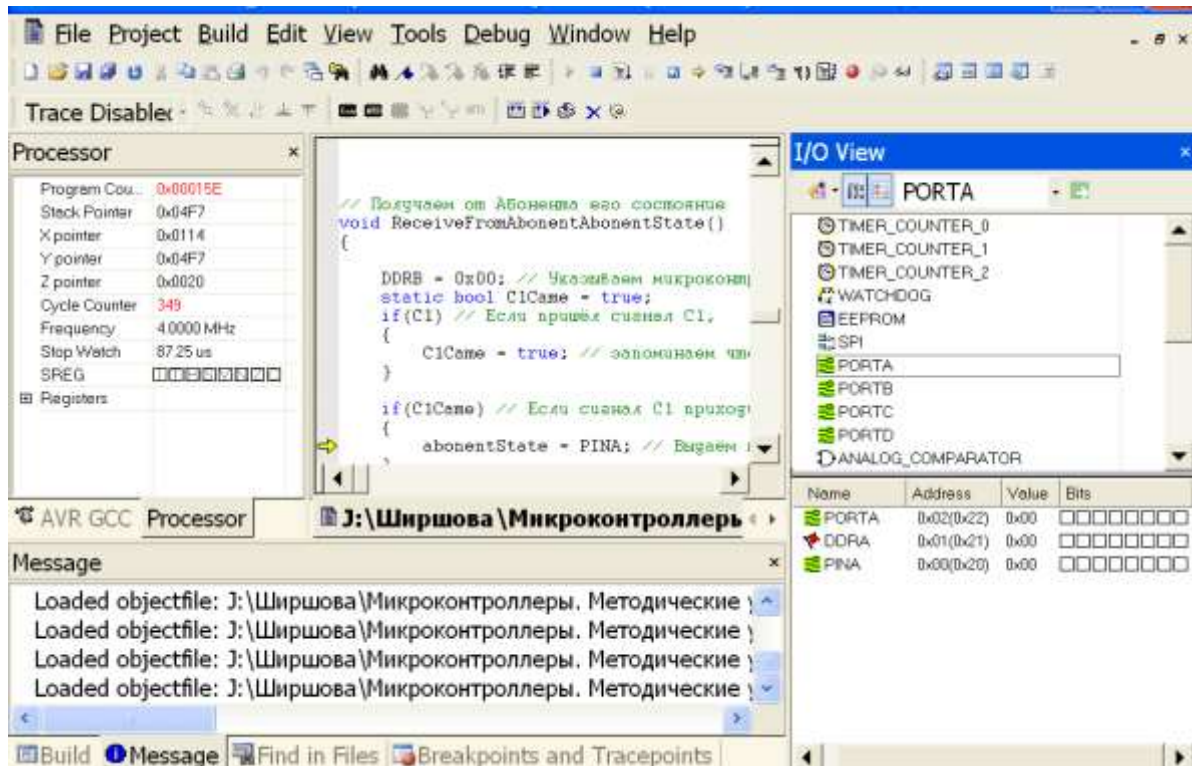 File Project Build Edit View Tools Debug Window Help
Trace Disablec
Processor
Program Cou... 0x00015E
Stack Pointer 0x04F7
X pointer 0x0114
Y pointer 0x04F7
Z pointer 0x0020
Cycle Counter 349
Frequency 4.0000 MHz
Stop Watch 87.25 us
SREG
Registers
AVR GCC Processor
// Получаем от Абонента его состояние
void ReceiveFromAbonentAbonentState()
{
DDRB = 0x00; // Указываем микроконт
static bool C1Came = true;
if(C1) // Если пришёл сигнал C1,
{
C1Came = true; // запоминаем что
}
if(C1Came) // Если сигнал C1 приход
{
abonentState = PINA; // Выдаём
}
J:\Ширшова\Микроконтроллеры
I/O View
PORTA
TIMER_COUNTER_0
TIMER_COUNTER_1
TIMER_COUNTER_2
WATCHDOG
EEPROM
SPI
PORTA
PORTB
PORTC
PORTD
ANALOG_COMPARATOR
Name Address Value Bits
PORTA 0x02(0x22) 0x00
DDRA 0x01(0x21) 0x00
PINA 0x00(0x20) 0x00
Message
Loaded objectfile: J:\Ширшова\Микроконтроллеры. Методические у
Loaded objectfile: J:\Ширшова\Микроконтроллеры. Методические у
Loaded objectfile: J:\Ширшова\Микроконтроллеры. Методические у
Loaded objectfile: J:\Ширшова\Микроконтроллеры. Методические у
Build Message Find in Files Breakpoints and Tracepoints